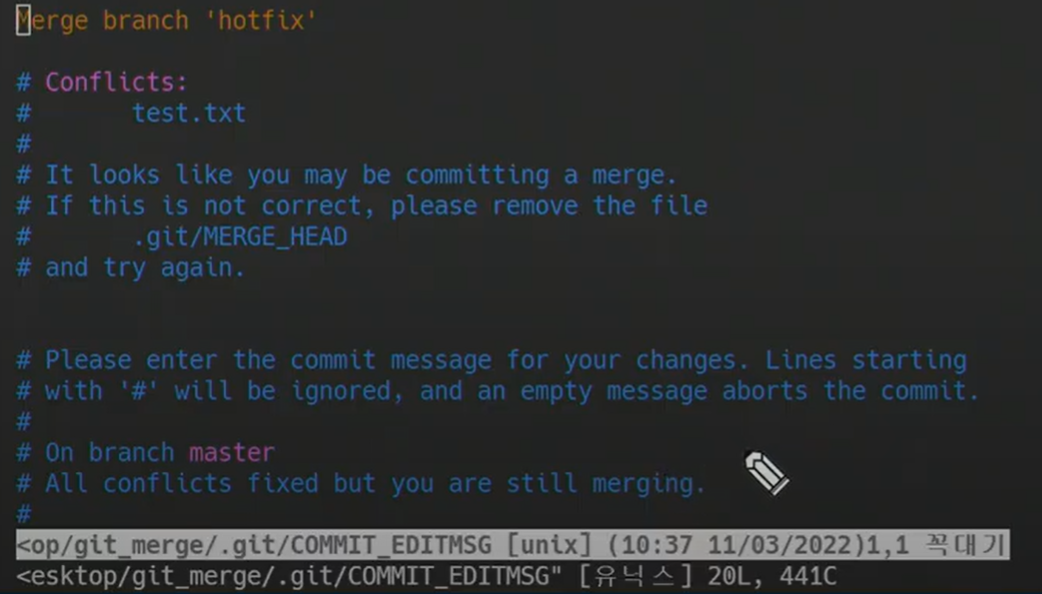 Merge branch 'hotfix'
# Conflicts:
#       test.txt
#
# It looks like you may be committing a merge.
# If this is not correct, please remove the file
#       .git/MERGE_HEAD
# and try again.
# Please enter the commit message for your changes. Lines starting
# with '#' will be ignored, and an empty message aborts the commit.
#
# On branch master
# All conflicts fixed but you are still merging.
#
<op/git_merge/.git/COMMIT_EDITMSG [unix] (10:37 11/03/2022)1,1 꼭대기
<esktop/git_merge/.git/COMMIT_EDITMSG" [유닉스] 20L, 441C